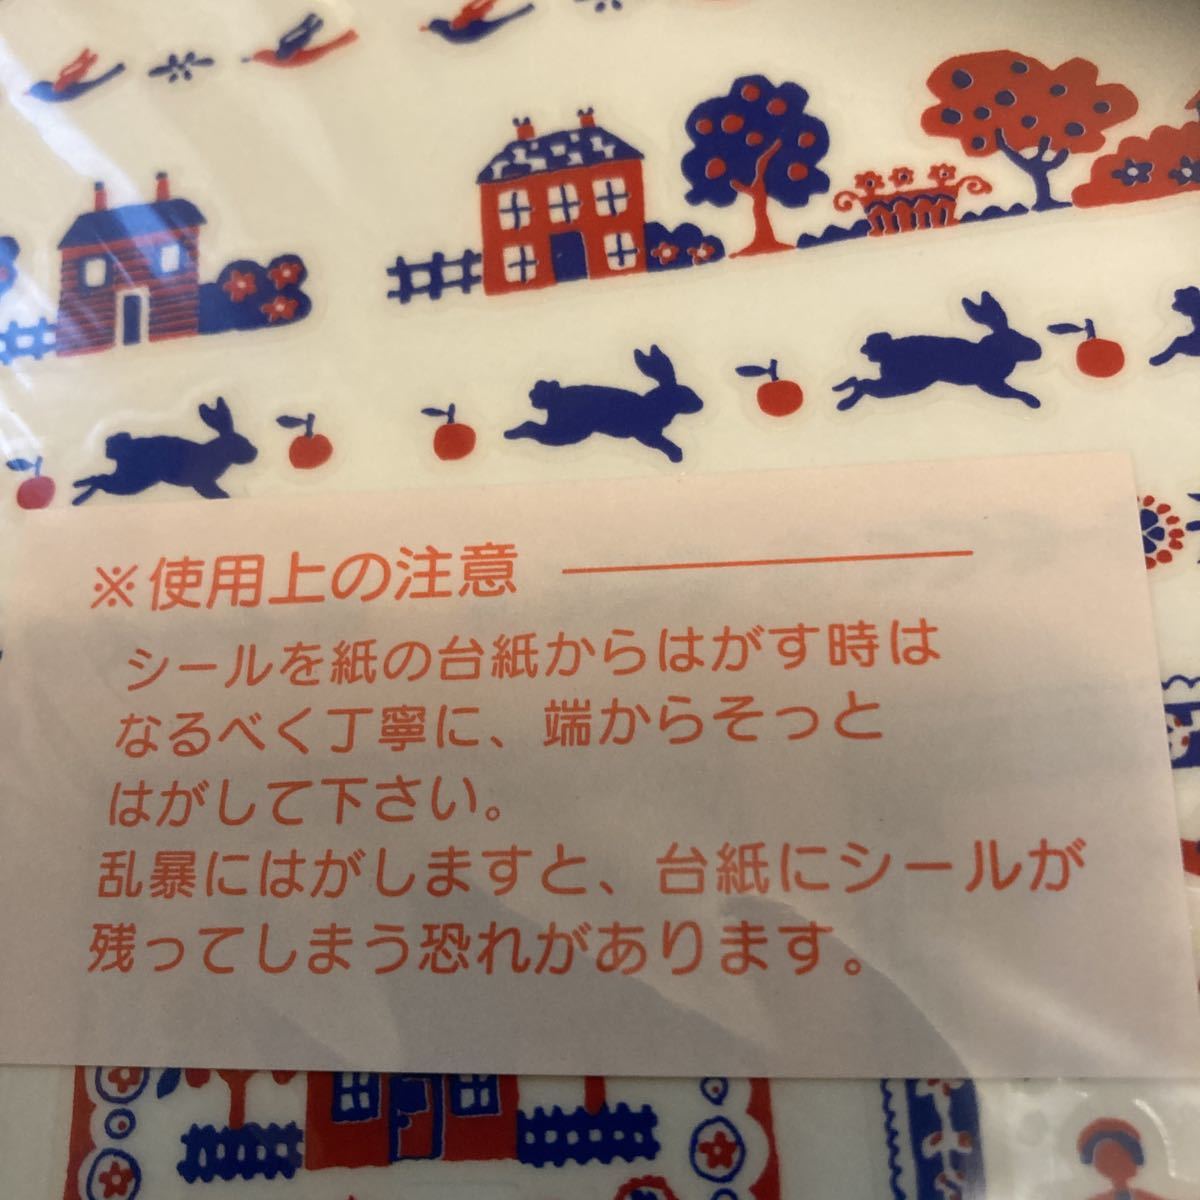 ※使用上の注意
シールを紙の台紙からはがす時は
なるべく丁寧に、端からそっと
はがして下さい。
乱暴にはがしますと、台紙にシールが
残ってしまう恐れがあります。